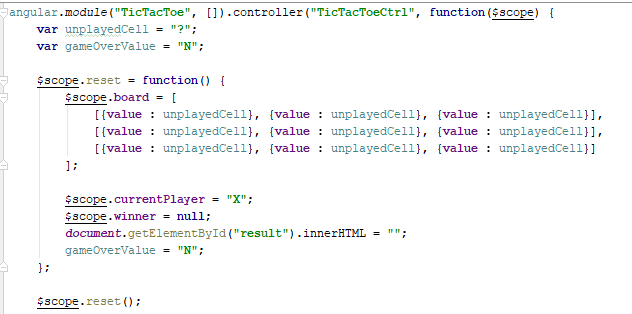 angular.module("TicTacToe", []).controller("TicTacToeCtrl", function($scope) {
    var unplayedCell = "?";
    var gameOverValue = "N";

    $scope.reset = function() {
        $scope.board = [
            [{value : unplayedCell}, {value : unplayedCell}, {value : unplayedCell}],
            [{value : unplayedCell}, {value : unplayedCell}, {value : unplayedCell}],
            [{value : unplayedCell}, {value : unplayedCell}, {value : unplayedCell}]
        ];

        $scope.currentPlayer = "X";
        $scope.winner = null;
        document.getElementById("result").innerHTML = "";
        gameOverValue = "N";
    };

    $scope.reset();